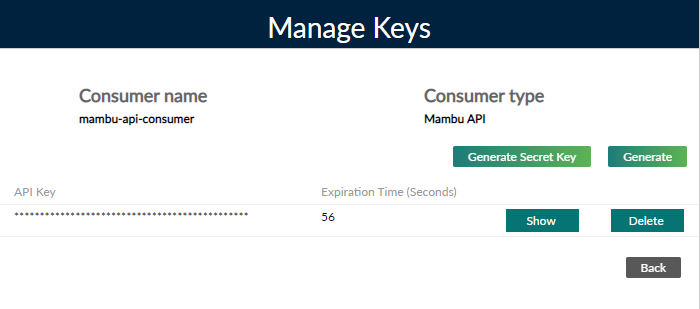 Manage Keys
Consumer name
Consumer type
mambu-api-consumer
Mambu API
Generate Secret Key
Generate
API Key
Expiration Time (Seconds)
***********************************************
56
Show
Delete
Back